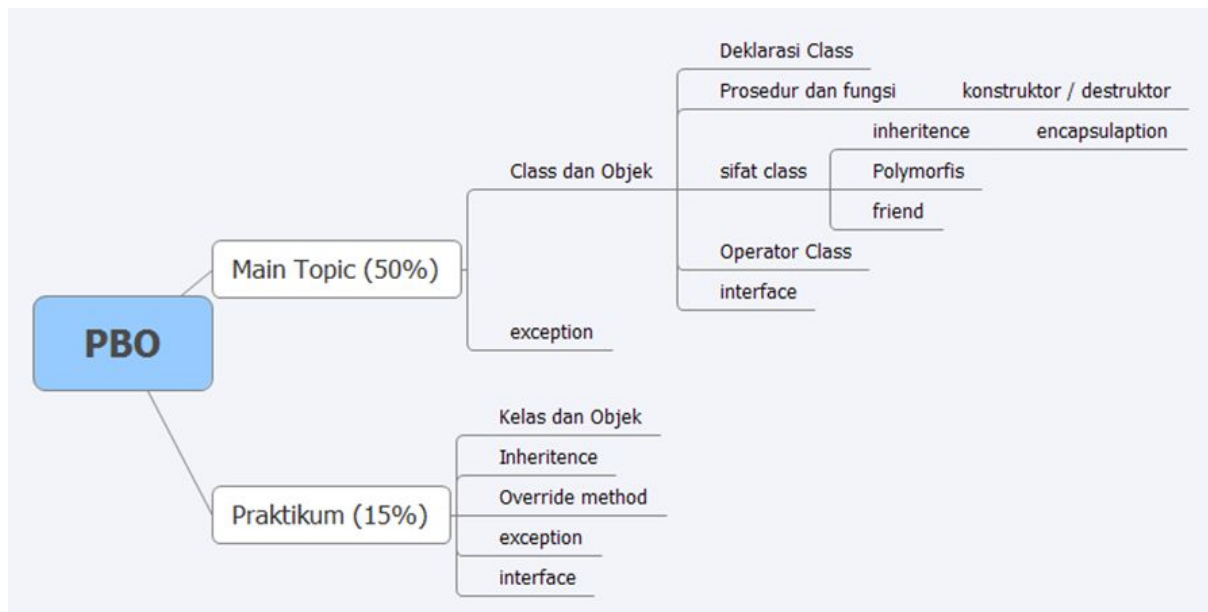 PBO
Main Topic (50%)
Class dan Objek
Deklarasi Class
Prosedur dan fungsi
konstruktor / destruktor
sifat class
inheritence
encapsulaption
Polymorfis
friend
Operator Class
interface
exception
Praktikum (15%)
Kelas dan Objek
Inheritence
Override method
exception
interface